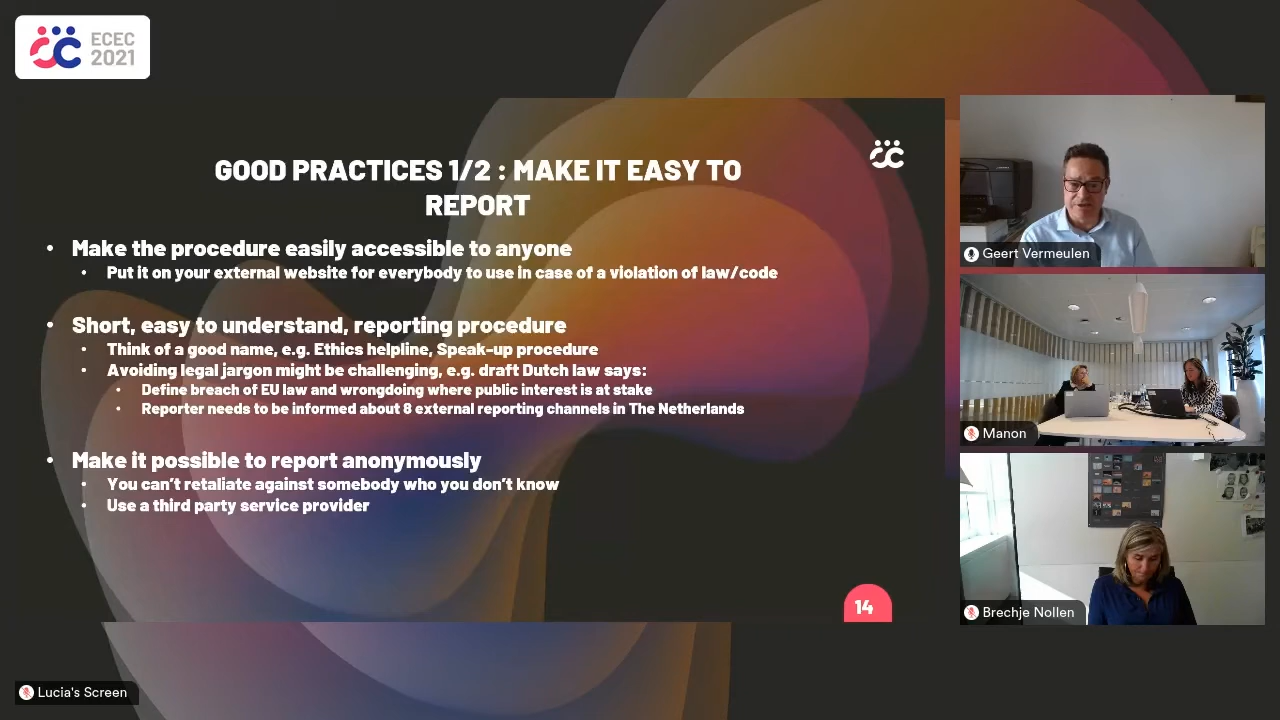 ECEC
2021
GOOD PRACTICES 1/2 : MAKE IT EASY TO
REPORT
• Make the procedure easily accessible to anyone
• Put it on your external website for everybody to use in case of a violation of law/code
• Short, easy to understand, reporting procedure
• Think of a good name, e.g. Ethics helpline, Speak-up procedure
• Avoiding legal jargon might be challenging, e.g. draft Dutch law says:
• Define breach of EU law and wrongdoing where public interest is at stake
• Reporter needs to be informed about 8 external reporting channels in The Netherlands
• Make it possible to report anonymously
• You can't retaliate against somebody who you don't know
• Use a third party service provider
14
Geert Vermeulen
Manon
Brechje Nollen
Lucia's Screen